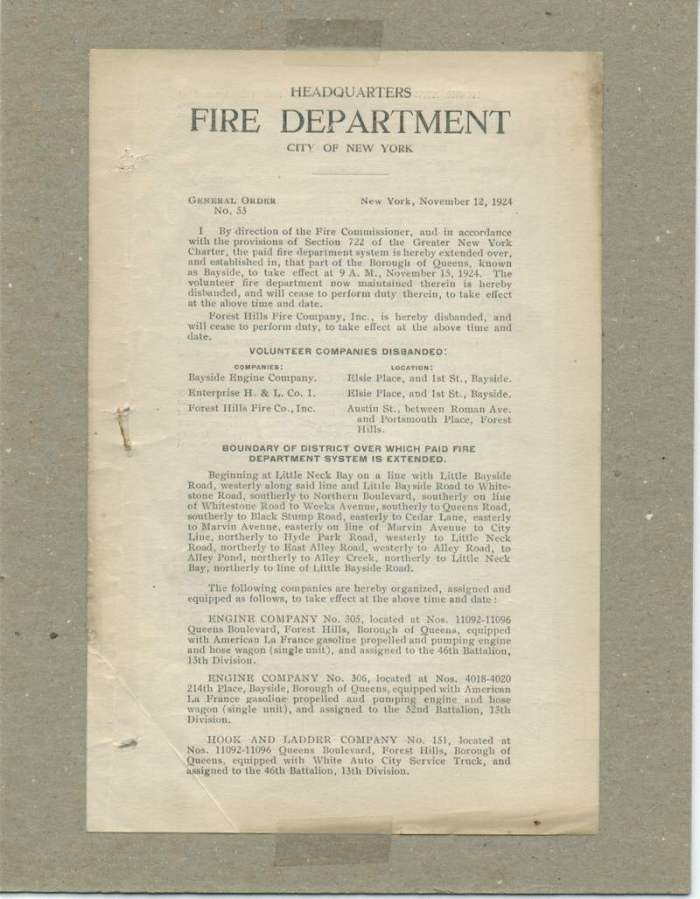 HEADQUARTERS
FIRE DEPARTMENT
CITY OF NEW YORK
GENERAL ORDER New York, November 12, 1924
No. 53
I By direction of the Fire Commissioner, and in accordance
with the provisions of Section 722 of the Greater New York
Charter, the paid fire department system is hereby extended over,
and established in, that part of the Borough of Queens, known
as Bayside, to take effect at 9 A. M., November 15, 1924. The
volunteer fire department now maintained therein is hereby
disbanded, and will cease to perform duty therein, to take effect
at the above time and date.
Forest Hills Fire Company, Inc., is hereby disbanded, and
will cease to perform duty, to take effect at the above time and
date.
VOLUNTEER COMPANIES DISBANDED:
COMPANIES: LOCATION:
Bayside Engine Company. Elsie Place, and 1st St., Bayside.
Enterprise H. & L. Co. 1. Elsie Place, and 1st St., Bayside.
Forest Hills Fire Co., Inc. Austin St., between Roman Ave.
and Portsmouth Place, Forest
Hills.
BOUNDARY OF DISTRICT OVER WHICH PAID FIRE
DEPARTMENT SYSTEM IS EXTENDED.
Beginning at Little Neck Bay on a line with Little Bayside
Road, westerly along said line and Little Bayside Road to White-
stone Road, southerly to Northern Boulevard, southerly on line
of Whitestone Road to Weeks Avenue, southerly to Queens Road,
southerly to Black Stump Road, easterly to Cedar Lane, easterly
to Marvin Avenue, easterly on line of Marvin Avenue to City
Line, northerly to Hyde Park Road, westerly to Little Neck
Road, northerly to East Alley Road, westerly to Alley Road, to
Alley Pond, northerly to Alley Creek, northerly to Little Neck
Bay, northerly to line of Little Bayside Road.
The following companies are hereby organized, assigned and
equipped as follows, to take effect at the above time and date:
ENGINE COMPANY No. 305, located at Nos. 11092-11096
Queens Boulevard, Forest Hills, Borough of Queens, equipped
with American La France gasoline propelled and pumping engine
and hose wagon (single unit), and assigned to the 46th Battalion,
13th Division.
ENGINE COMPANY No. 306, located at Nos. 4018-4020
214th Place, Bayside, Borough of Queens, equipped with American
La France gasoline propelled and pumping engine and hose
wagon (single unit), and assigned to the 52nd Battalion, 13th
Division.
HOOK AND LADDER COMPANY No. 151, located at
Nos. 11092-11096 Queens Boulevard, Forest Hills, Borough of
Queens, equipped with White Auto City Service Truck, and
assigned to the 46th Battalion, 13th Division.